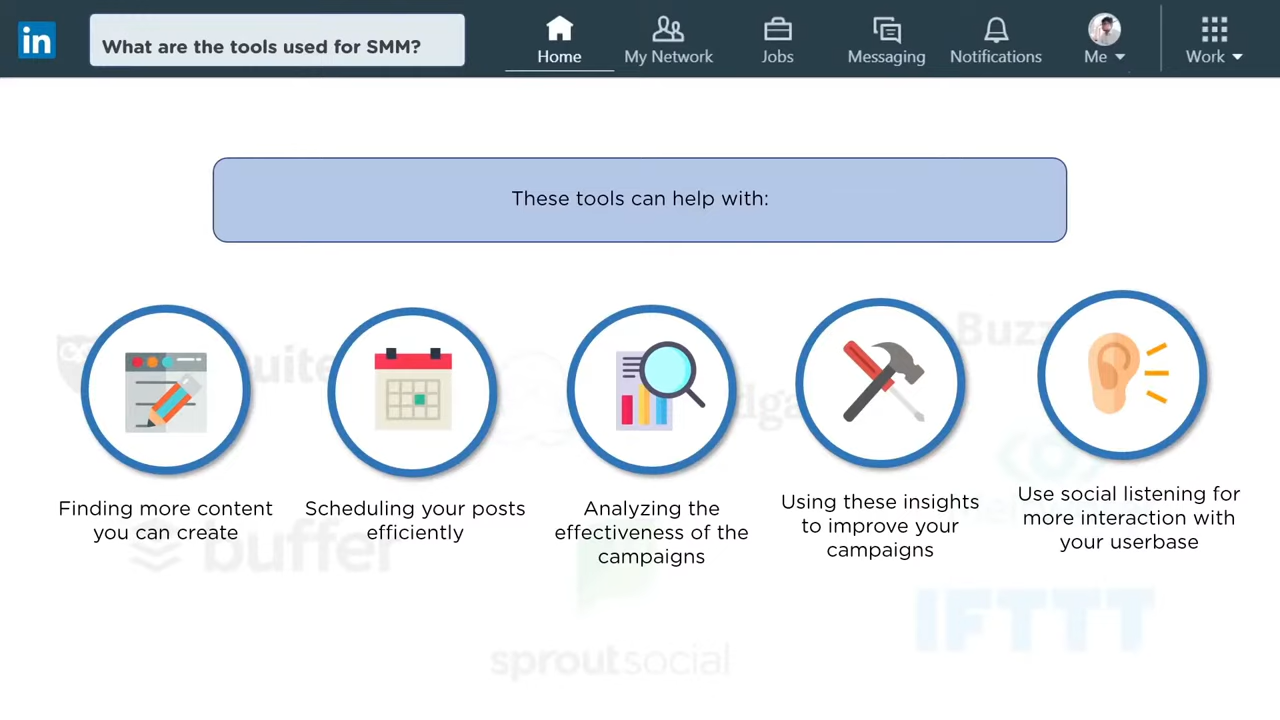 in
What are the tools used for SMM?
Home
My Network
Jobs
Messaging
Notifications
Me
Work
These tools can help with:
Finding more content
you can create
Scheduling your posts
efficiently
Analyzing the
effectiveness of the
campaigns
Using these insights
to improve your
campaigns
Use social listening for
more interaction with
your userbase
buffer
sproutsocial
IFTTT